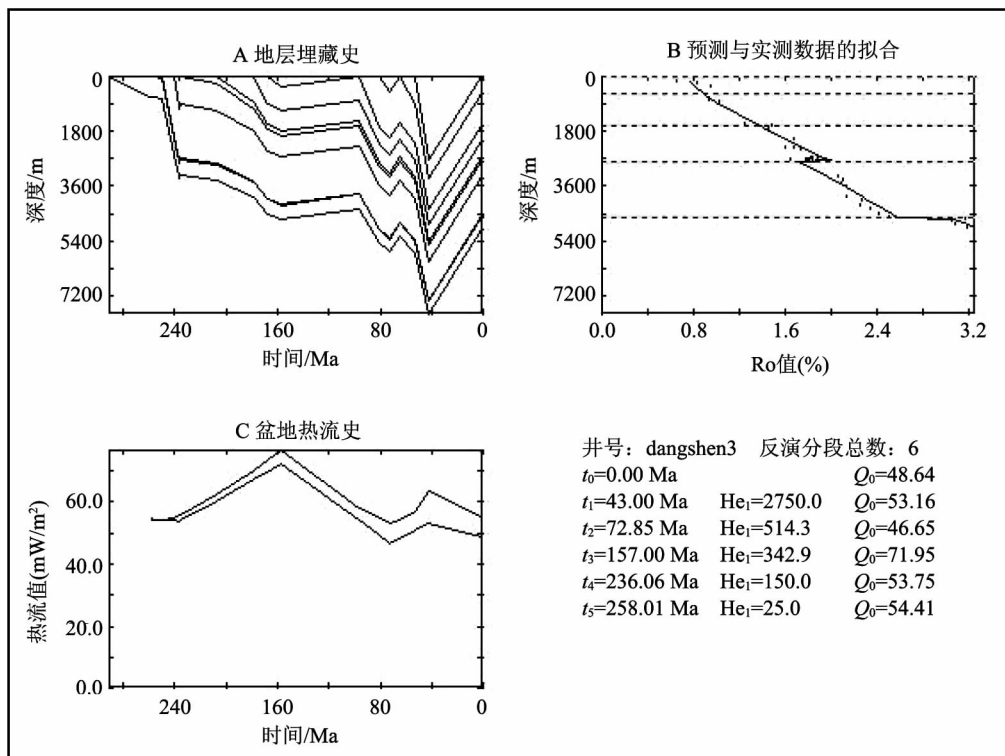 A 地层埋藏史
0
1800
3600
5400
7200
深度/m
240
160
80
0
时间/Ma
B 预测与实测数据的拟合
0
1800
3600
5400
7200
深度/m
0.0
0.8
1.6
2.4
3.2
Ro值(%)
C 盆地热流史
60.0
40.0
20.0
0.0
热流值(mW/m²)
240
160
80
0
时间/Ma
井号：dangshen3 反演分段总数：6
t₀=0.00 Ma Q₀=48.64
t₁=43.00 Ma He₁=2750.0 Q₀=53.16
t₂=72.85 Ma He₁=514.3 Q₀=46.65
t₃=157.00 Ma He₁=342.9 Q₀=71.95
t₄=236.06 Ma He₁=150.0 Q₀=53.75
t₅=258.01 Ma He₁=25.0 Q₀=54.41